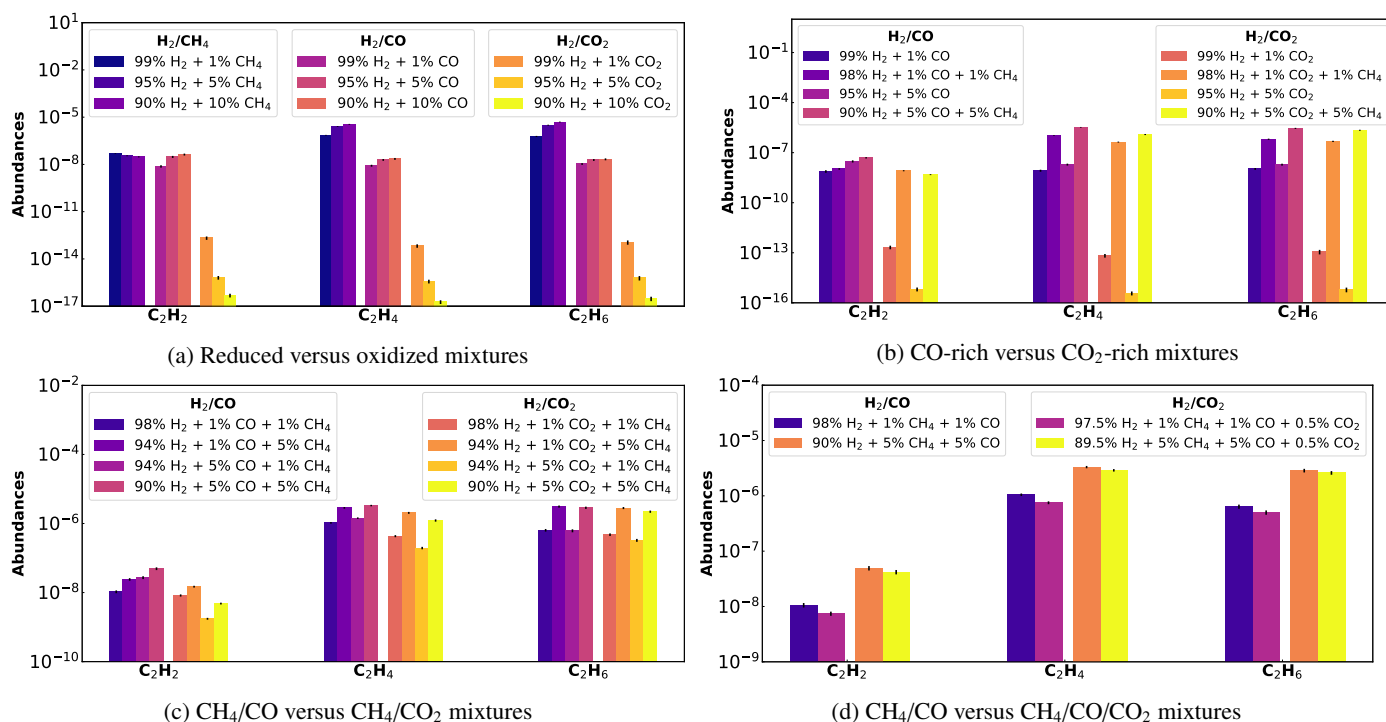 10¹
10⁻²
10⁻⁵
10⁻⁸
10⁻¹¹
10⁻¹⁴
10⁻¹⁷
Abundances
H₂/CH₄
99% H₂ + 1% CH₄
95% H₂ + 5% CH₄
90% H₂ + 10% CH₄
H₂/CO
99% H₂ + 1% CO
95% H₂ + 5% CO
90% H₂ + 10% CO
H₂/CO₂
99% H₂ + 1% CO₂
95% H₂ + 5% CO₂
90% H₂ + 10% CO₂
C₂H₂ C₂H₄ C₂H₆
(a) Reduced versus oxidized mixtures
10⁻¹
10⁻⁴
10⁻⁷
10⁻¹⁰
10⁻¹³
10⁻¹⁶
Abundances
H₂/CO
99% H₂ + 1% CO
98% H₂ + 1% CO + 1% CH₄
95% H₂ + 5% CO
90% H₂ + 5% CO + 5% CH₄
H₂/CO₂
99% H₂ + 1% CO₂
98% H₂ + 1% CO₂ + 1% CH₄
95% H₂ + 5% CO₂
90% H₂ + 5% CO₂ + 5% CH₄
C₂H₂ C₂H₄ C₂H₆
(b) CO-rich versus CO₂-rich mixtures
10⁻²
10⁻⁴
10⁻⁶
10⁻⁸
10⁻¹⁰
Abundances
H₂/CO
98% H₂ + 1% CO + 1% CH₄
94% H₂ + 1% CO + 5% CH₄
94% H₂ + 5% CO + 1% CH₄
90% H₂ + 5% CO + 5% CH₄
H₂/CO₂
98% H₂ + 1% CO₂ + 1% CH₄
94% H₂ + 1% CO₂ + 5% CH₄
94% H₂ + 5% CO₂ + 1% CH₄
90% H₂ + 5% CO₂ + 5% CH₄
C₂H₂ C₂H₄ C₂H₆
(c) CH₄/CO versus CH₄/CO₂ mixtures
10⁻⁴
10⁻⁵
10⁻⁶
10⁻⁷
10⁻⁸
10⁻⁹
Abundances
H₂/CO
98% H₂ + 1% CH₄ + 1% CO
90% H₂ + 5% CH₄ + 5% CO
H₂/CO₂
97.5% H₂ + 1% CH₄ + 1% CO + 0.5% CO₂
89.5% H₂ + 5% CH₄ + 5% CO + 0.5% CO₂
C₂H₂ C₂H₄ C₂H₆
(d) CH₄/CO versus CH₄/CO/CO₂ mixtures